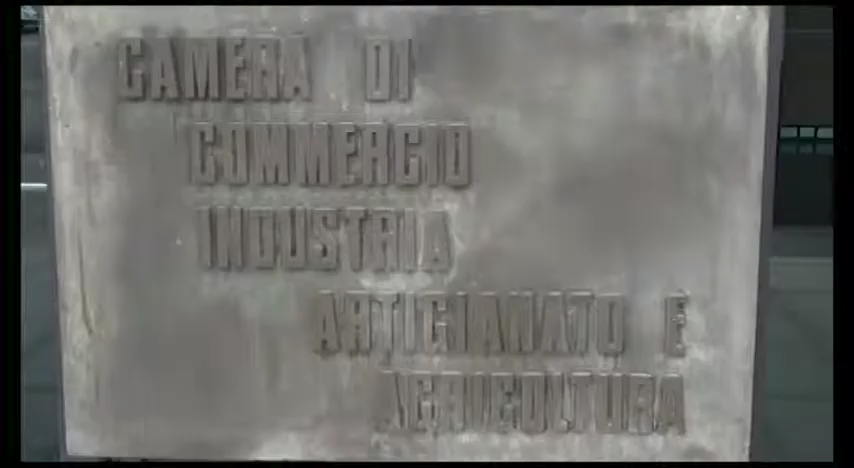 CAMERA DI
COMMERCIO
INDUSTRIA
ARTIGIANATO E
AGRICOLTURA